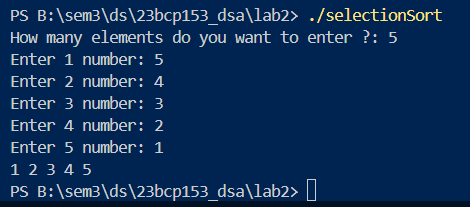 PS B:\sem3\ds\23bcp153_dsa\lab2> ./selectionSort
How many elements do you want to enter ?: 5
Enter 1 number: 5
Enter 2 number: 4
Enter 3 number: 3
Enter 4 number: 2
Enter 5 number: 1
1 2 3 4 5
PS B:\sem3\ds\23bcp153_dsa\lab2>